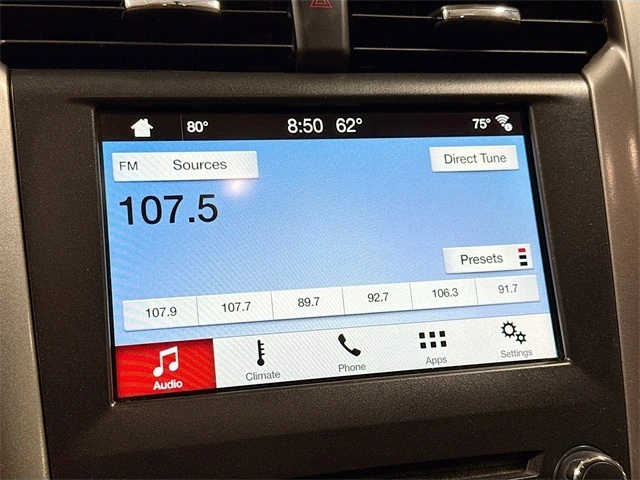 80° 8:50 62° 75°
FM Sources Direct Tune
107.5
Presets
107.9 107.7 89.7 92.7 106.3 91.7
Audio Climate Phone Apps Settings